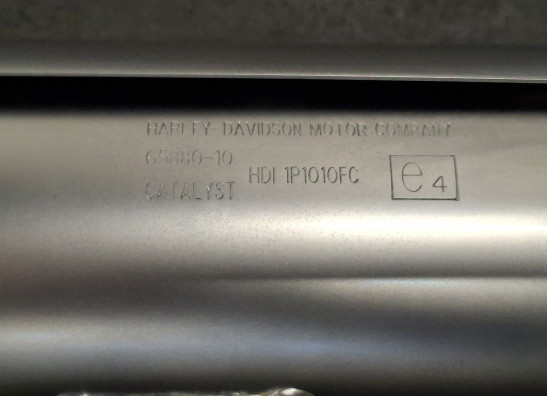 HARLEY-DAVIDSON MOTOR COMPANY
65880-10
CATALYST HDI 1P1010FC e4